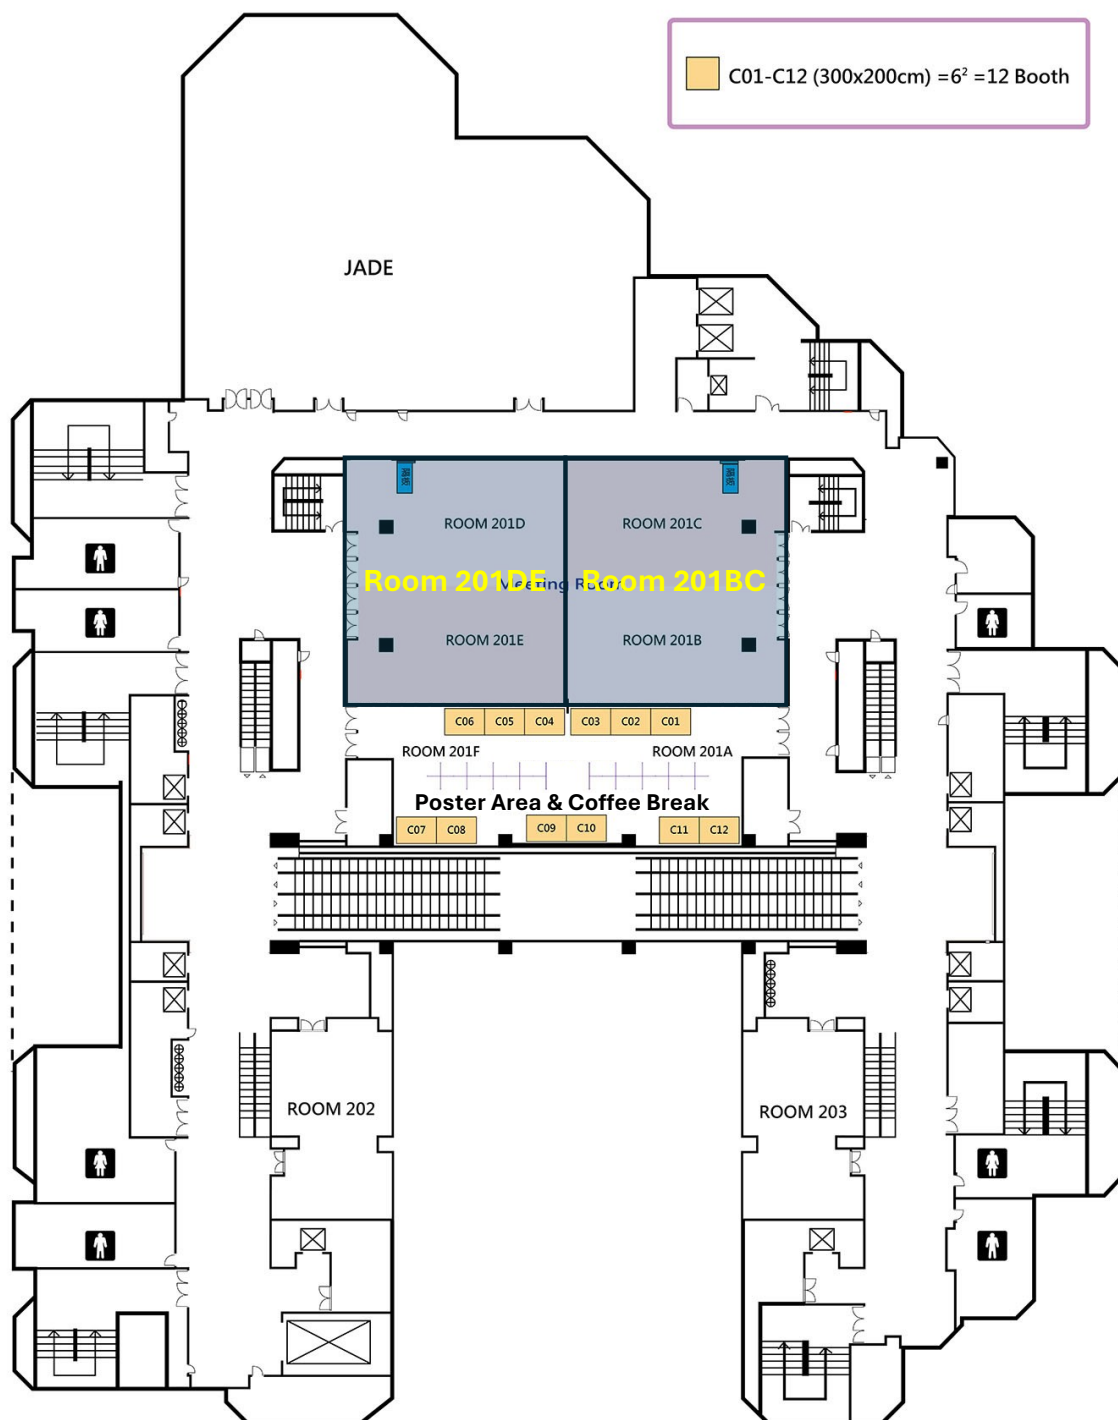 C01-C12 (300x200cm) =6² =12 Booth
JADE
ROOM 201D
ROOM 201C
Meeting Room
Room 201DE
Room 201BC
ROOM 201E
ROOM 201B
C06
C05
C04
C03
C02
C01
ROOM 201F
ROOM 201A
Poster Area & Coffee Break
C07
C08
C09
C10
C11
C12
ROOM 202
ROOM 203